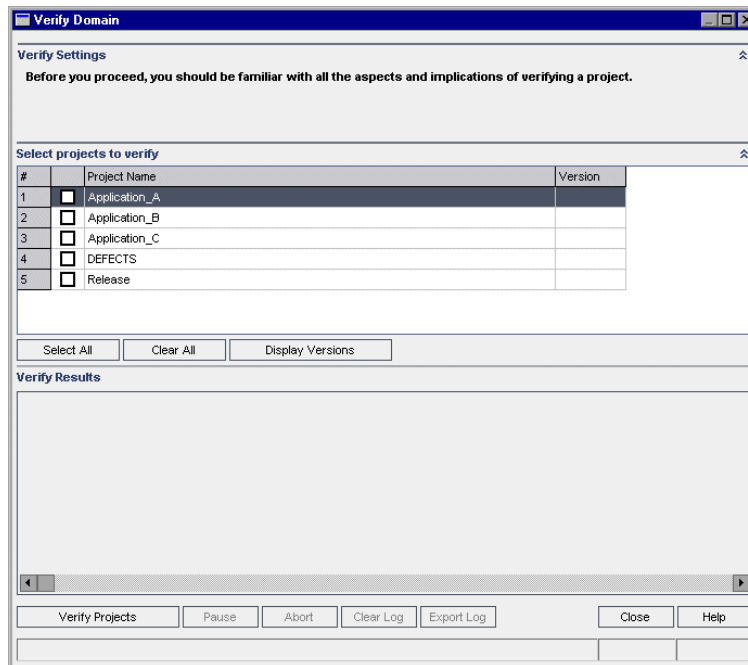 Verify Domain
Verify Settings
Before you proceed, you should be familiar with all the aspects and implications of verifying a project.
Select projects to verify
# Project Name Version
1 Application_A
2 Application_B
3 Application_C
4 DEFECTS
5 Release
Select All Clear All Display Versions
Verify Results
Verify Projects Pause Abort Clear Log Export Log Close Help